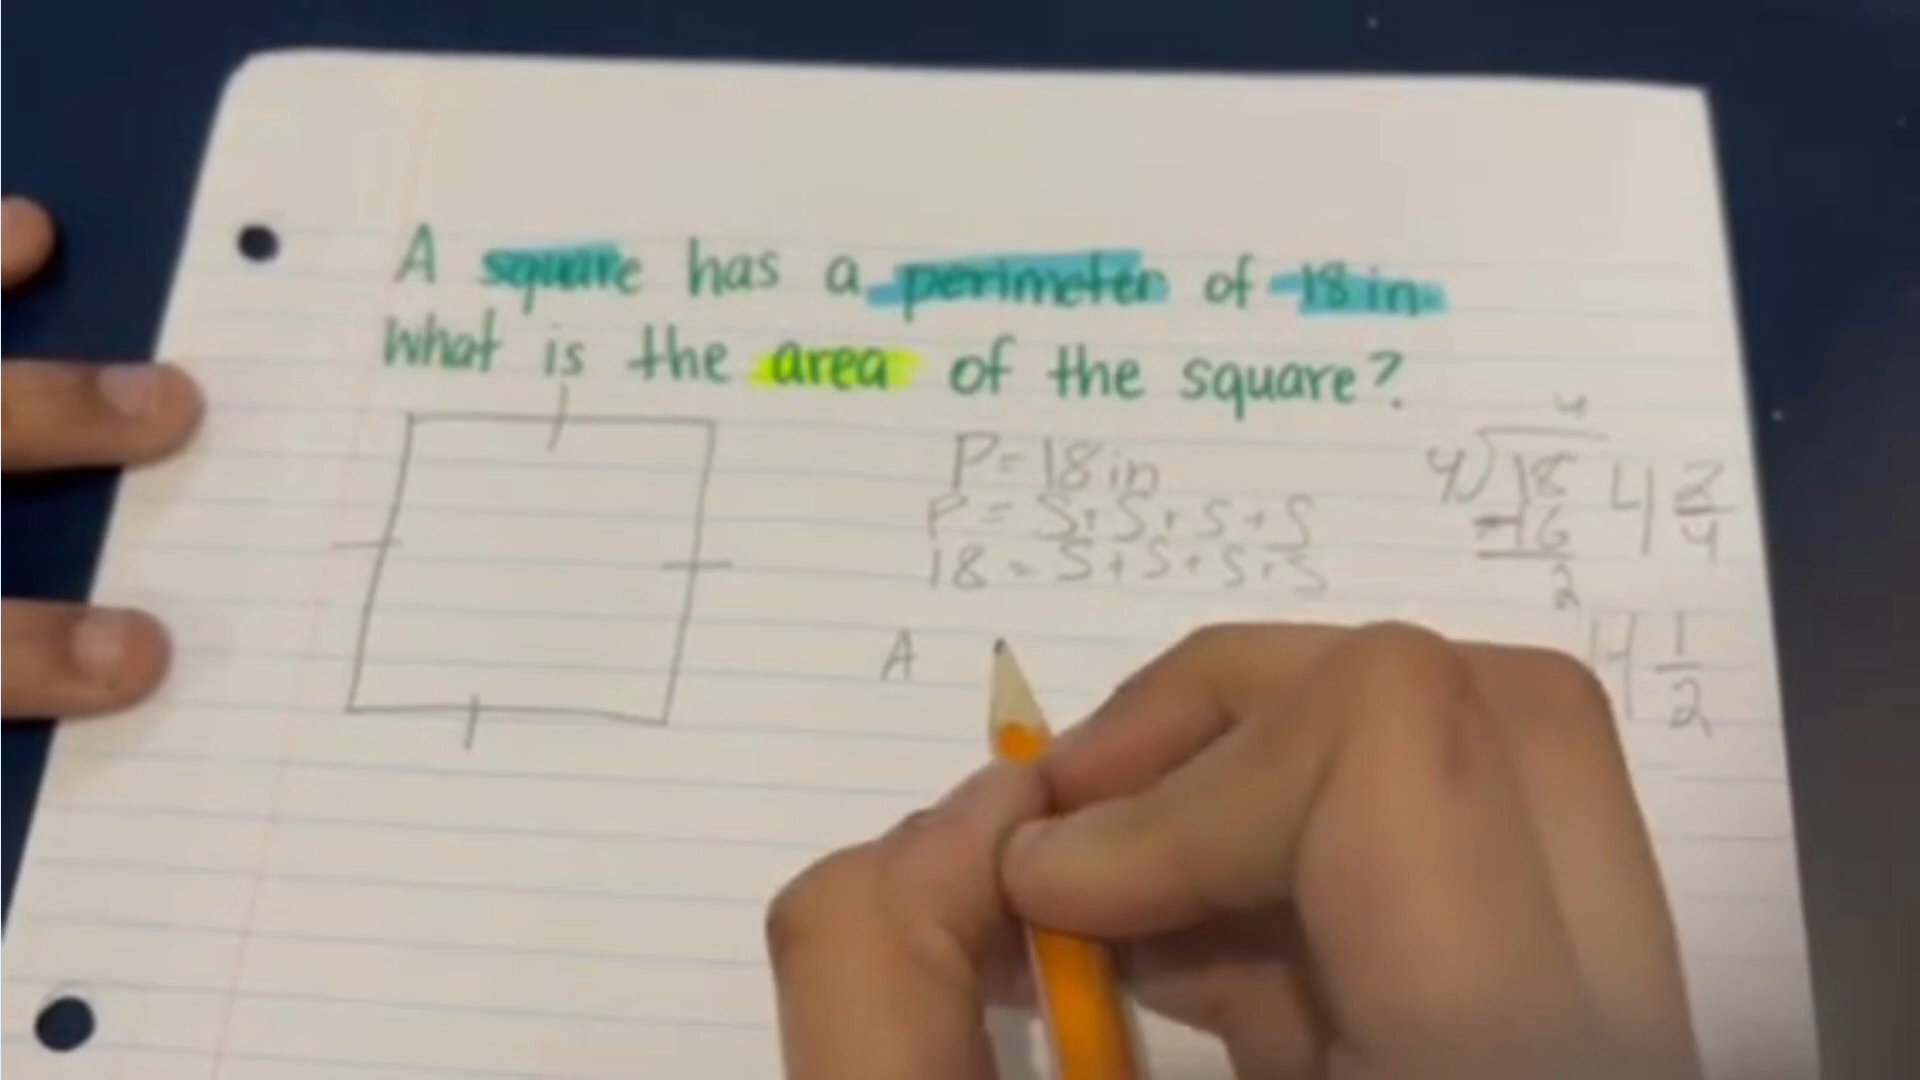 A square has a perimeter of 18 in.
What is the area of the square?
P = 18 in
P = S + S + S + S
18 = S + S + S + S
A
4
4)18
-16
2
4 2/4
4 1/2